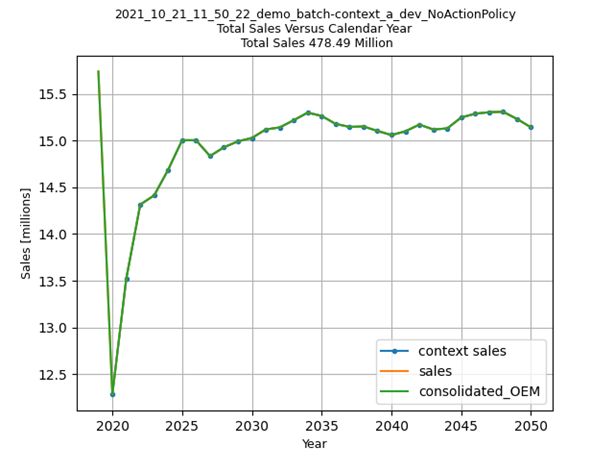 2021_10_21_11_50_22_demo_batch-context_a_dev_NoActionPolicy
Total Sales Versus Calendar Year
Total Sales 478.49 Million
15.5
15.0
14.5
14.0
13.5
13.0
12.5
Sales [millions]
context sales
sales
consolidated_OEM
2020 2025 2030 2035 2040 2045 2050
Year